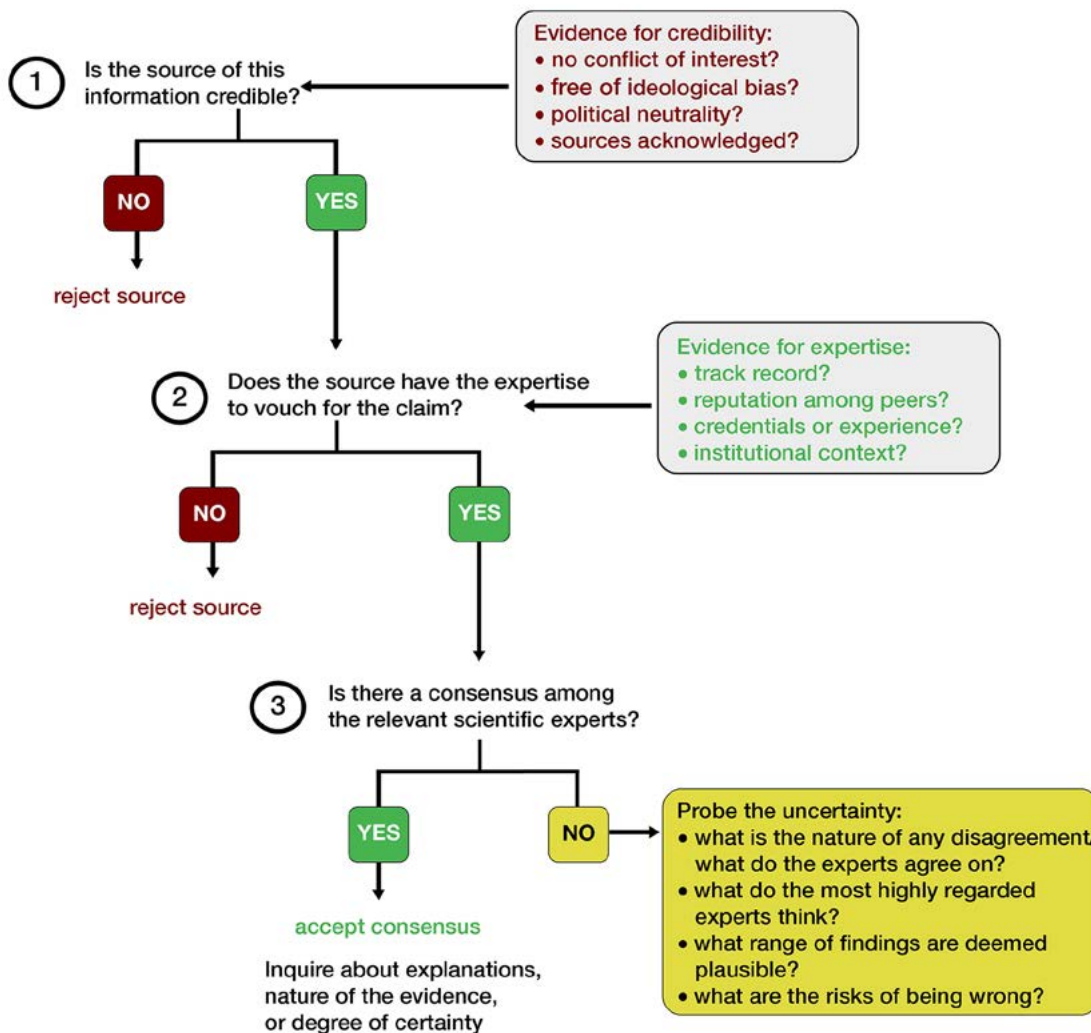 1
Is the source of this
information credible?
Evidence for credibility:
• no conflict of interest?
• free of ideological bias?
• political neutrality?
• sources acknowledged?
NO
YES
reject source
2
Does the source have the expertise
to vouch for the claim?
Evidence for expertise:
• track record?
• reputation among peers?
• credentials or experience?
• institutional context?
NO
YES
reject source
3
Is there a consensus among
the relevant scientific experts?
YES
NO
accept consensus
Inquire about explanations,
nature of the evidence,
or degree of certainty
Probe the uncertainty:
• what is the nature of any disagreement,
what do the experts agree on?
• what do the most highly regarded
experts think?
• what range of findings are deemed
plausible?
• what are the risks of being wrong?